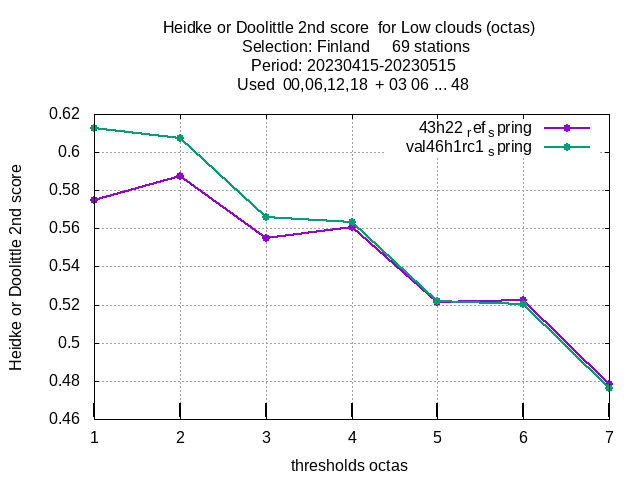 Heidke or Doolittle 2nd score  for Low clouds (octas)
Selection: Finland     69 stations
Period: 20230415-20230515
Used  00,06,12,18  + 03 06 ... 48
43h22 ref spring
val46h1rc1 spring
0.62
0.6
0.58
0.56
0.54
0.52
0.5
0.48
0.46
Heidke or Doolittle 2nd score
1 2 3 4 5 6 7
thresholds octas